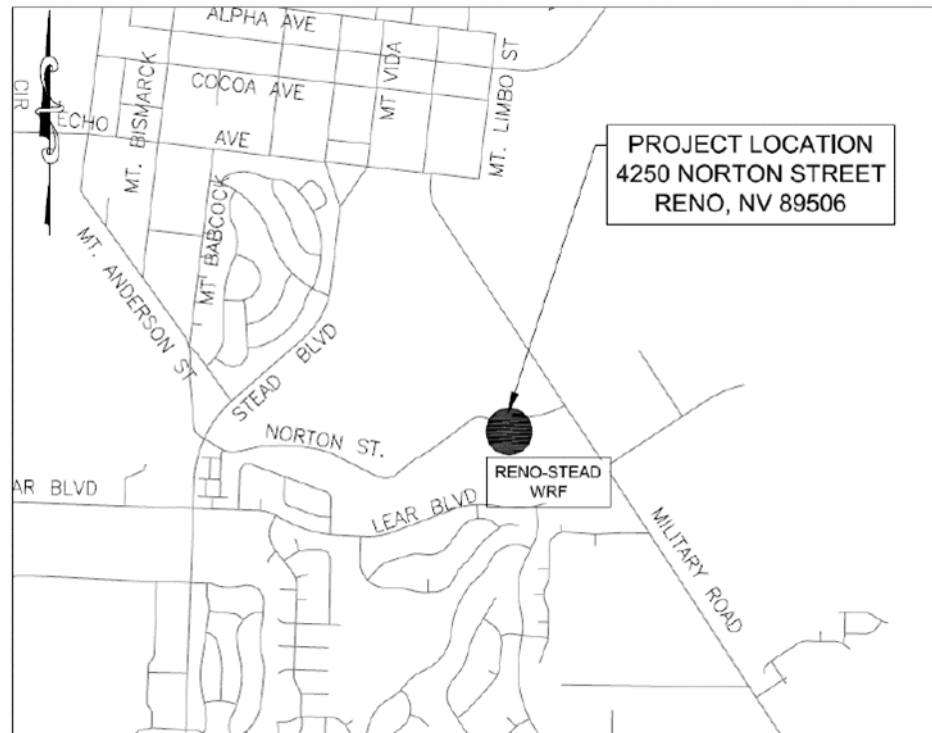 ALPHA AVE
COCOA AVE
MT VIDA
MT. LIMBO ST
CIR
ECHO
AVE
MT. BISMARCK
PROJECT LOCATION
4250 NORTON STREET
RENO, NV 89506
MT BABCOCK
MT. ANDERSON ST
STEAD BLVD
NORTON ST.
RENO-STEAD
WRF
AR BLVD
LEAR BLVD
MILITARY ROAD